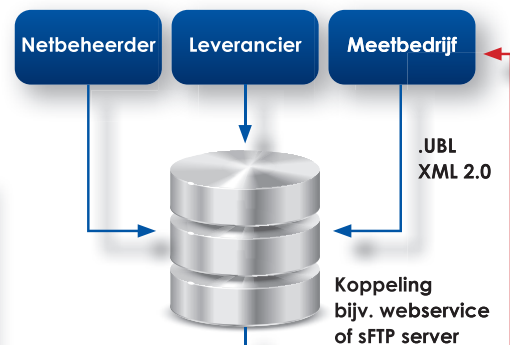 Netbeheerder
Leverancier
Meetbedrijf
.UBL
XML 2.0
Koppeling
bijv. webservice
of sFTP server